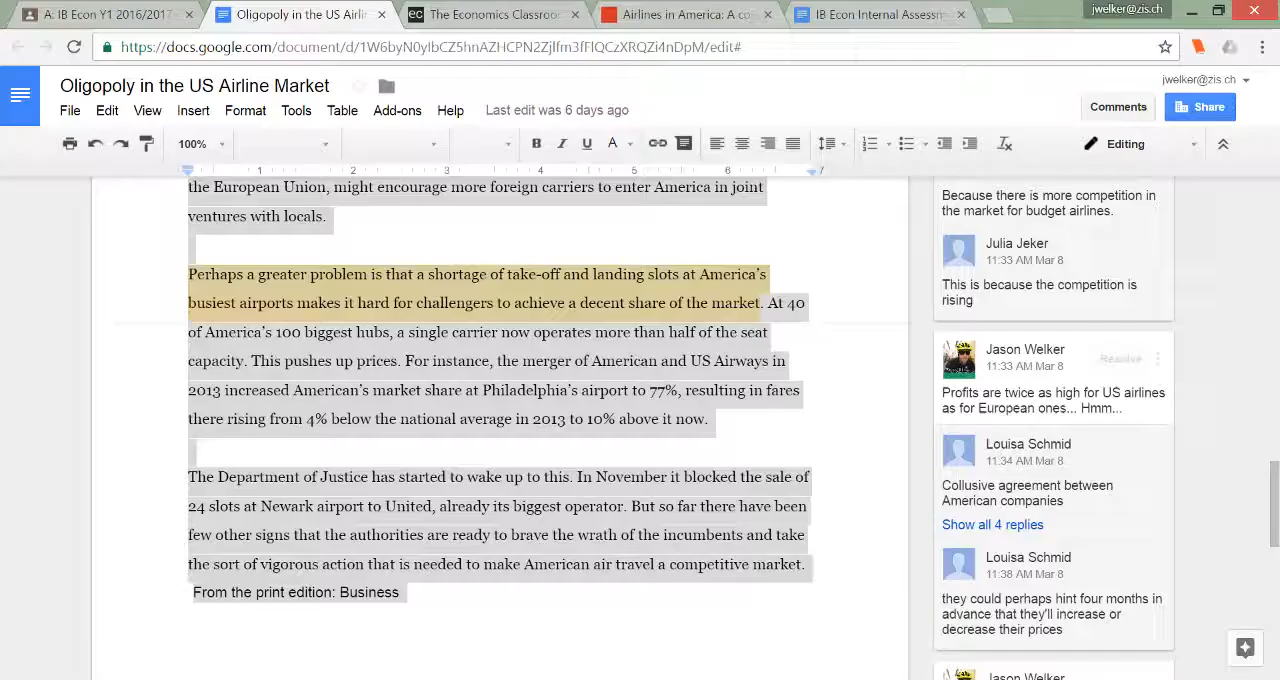 A: IB Econ Y1 2016/2017
Oligopoly in the US Airlin
The Economics Classroo
Airlines in America: A co
IB Econ Internal Assessm
jwelker@zis.ch
https://docs.google.com/document/d/1W6byN0yIbCZ5hnAZHCPN2Zjlfm3fFlQCzXRQZi4nDpM/edit#
Oligopoly in the US Airline Market
jwelker@zis.ch
File Edit View Insert Format Tools Table Add-ons Help Last edit was 6 days ago
Comments
Share
100%
B I U A
Editing
1 2 3 4 5 6 7
the European Union, might encourage more foreign carriers to enter America in joint
ventures with locals.
Perhaps a greater problem is that a shortage of take-off and landing slots at America's
busiest airports makes it hard for challengers to achieve a decent share of the market. At 40
of America's 100 biggest hubs, a single carrier now operates more than half of the seat
capacity. This pushes up prices. For instance, the merger of American and US Airways in
2013 increased American's market share at Philadelphia's airport to 77%, resulting in fares
there rising from 4% below the national average in 2013 to 10% above it now.
The Department of Justice has started to wake up to this. In November it blocked the sale of
24 slots at Newark airport to United, already its biggest operator. But so far there have been
few other signs that the authorities are ready to brave the wrath of the incumbents and take
the sort of vigorous action that is needed to make American air travel a competitive market.
From the print edition: Business
Because there is more competition in
the market for budget airlines.
Julia Jeker
11:33 AM Mar 8
This is because the competition is
rising
Jason Welker
11:33 AM Mar 8
Resolve
Profits are twice as high for US airlines
as for European ones... Hmm...
Louisa Schmid
11:34 AM Mar 8
Collusive agreement between
American companies
Show all 4 replies
Louisa Schmid
11:38 AM Mar 8
they could perhaps hint four months in
advance that they'll increase or
decrease their prices
Jason Welker